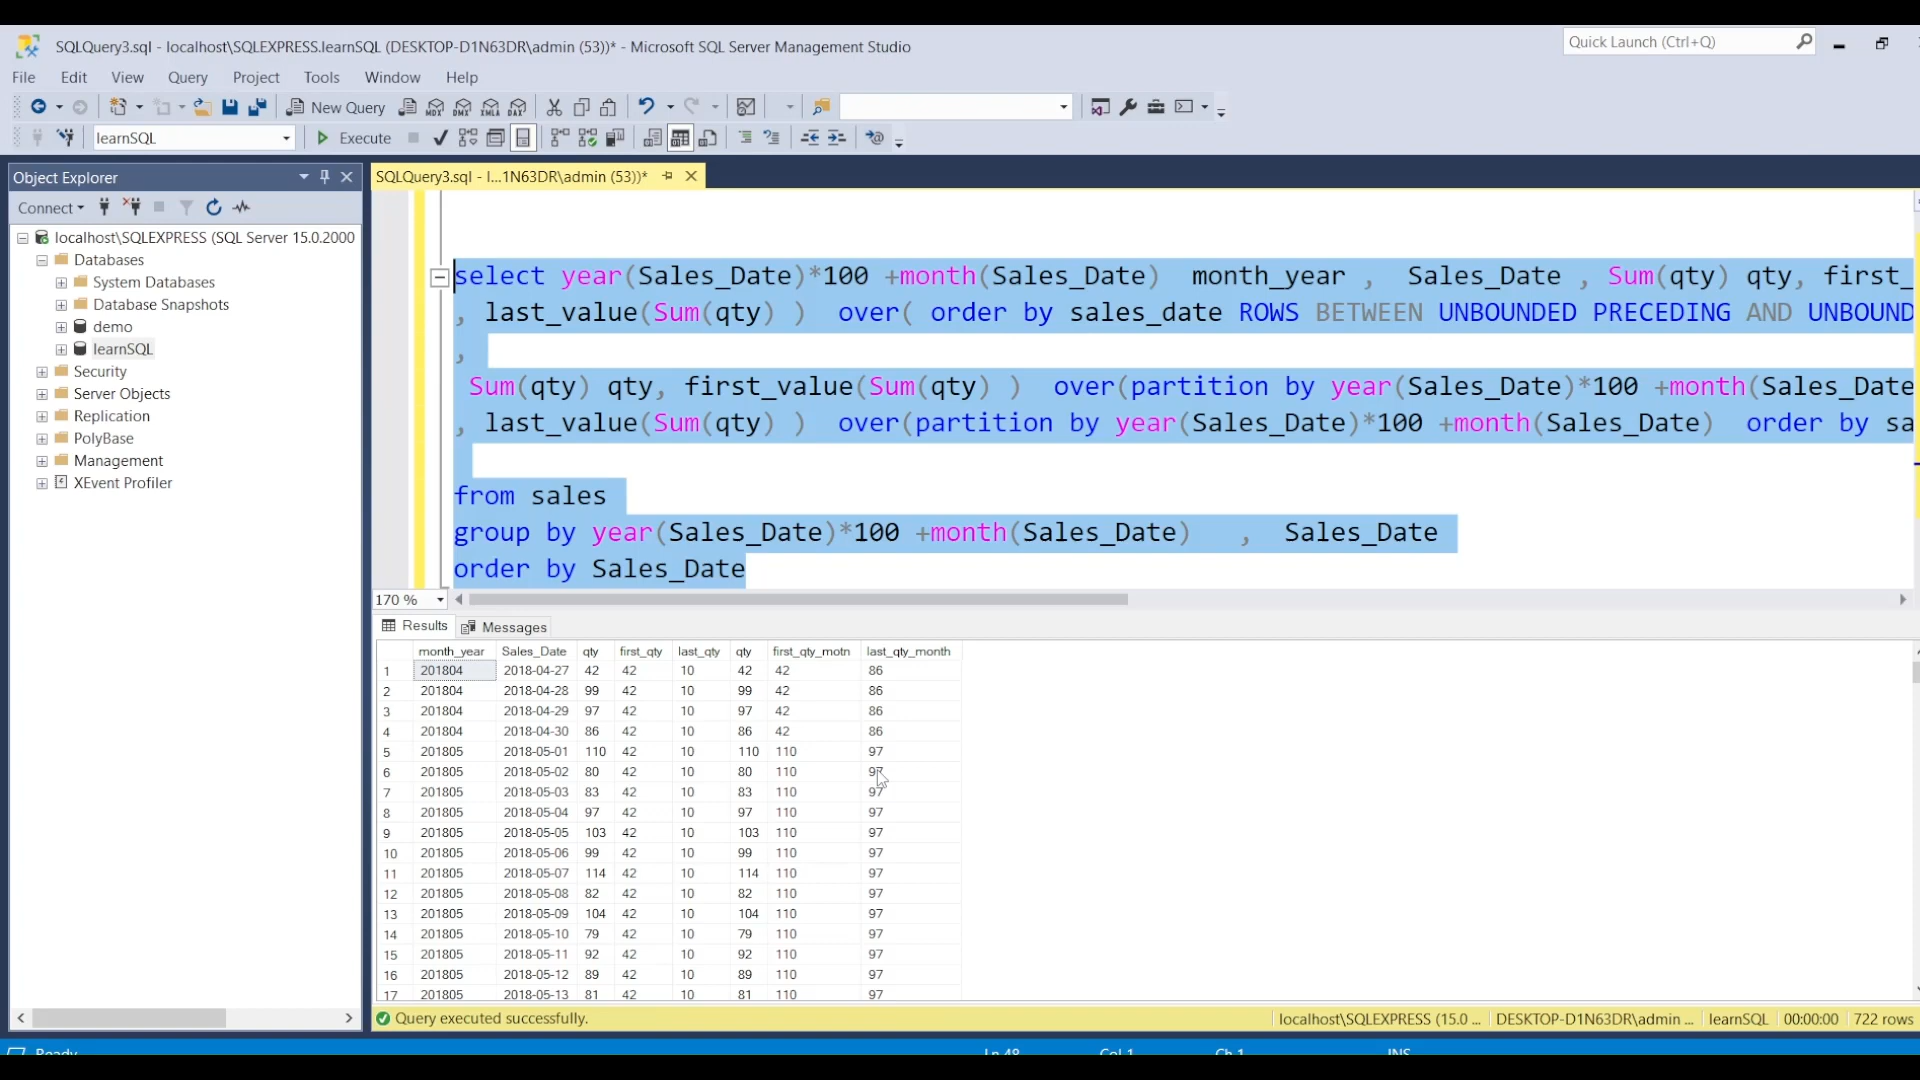 SQLQuery3.sql - localhost\SQLEXPRESS.learnSQL (DESKTOP-D1N63DR\admin (53))* - Microsoft SQL Server Management Studio
Quick Launch (Ctrl+Q)
File Edit View Query Project Tools Window Help
New Query
learnSQL Execute
Object Explorer
Connect
localhost\SQLEXPRESS (SQL Server 15.0.2000
Databases
System Databases
Database Snapshots
demo
learnSQL
Security
Server Objects
Replication
PolyBase
Management
XEvent Profiler
SQLQuery3.sql - l...1N63DR\admin (53))*
select year(Sales_Date)*100 +month(Sales_Date) month_year , Sales_Date , Sum(qty) qty, first_
, last_value(Sum(qty) ) over( order by sales_date ROWS BETWEEN UNBOUNDED PRECEDING AND UNBOUND
,
Sum(qty) qty, first_value(Sum(qty) ) over(partition by year(Sales_Date)*100 +month(Sales_Date
, last_value(Sum(qty) ) over(partition by year(Sales_Date)*100 +month(Sales_Date) order by sa
from sales
group by year(Sales_Date)*100 +month(Sales_Date) , Sales_Date
order by Sales_Date
170 %
Results Messages
month_year Sales_Date qty first_qty last_qty qty first_qty_motn last_qty_month
1 201804 2018-04-27 42 42 10 42 42 86
2 201804 2018-04-28 99 42 10 99 42 86
3 201804 2018-04-29 97 42 10 97 42 86
4 201804 2018-04-30 86 42 10 86 42 86
5 201805 2018-05-01 110 42 10 110 110 97
6 201805 2018-05-02 80 42 10 80 110 97
7 201805 2018-05-03 83 42 10 83 110 97
8 201805 2018-05-04 97 42 10 97 110 97
9 201805 2018-05-05 103 42 10 103 110 97
10 201805 2018-05-06 99 42 10 99 110 97
11 201805 2018-05-07 114 42 10 114 110 97
12 201805 2018-05-08 82 42 10 82 110 97
13 201805 2018-05-09 104 42 10 104 110 97
14 201805 2018-05-10 79 42 10 79 110 97
15 201805 2018-05-11 92 42 10 92 110 97
16 201805 2018-05-12 89 42 10 89 110 97
17 201805 2018-05-13 81 42 10 81 110 97
Query executed successfully.
localhost\SQLEXPRESS (15.0 ... DESKTOP-D1N63DR\admin ... learnSQL 00:00:00 722 rows
Ready Ln 48 Col 1 Ch 1 INS